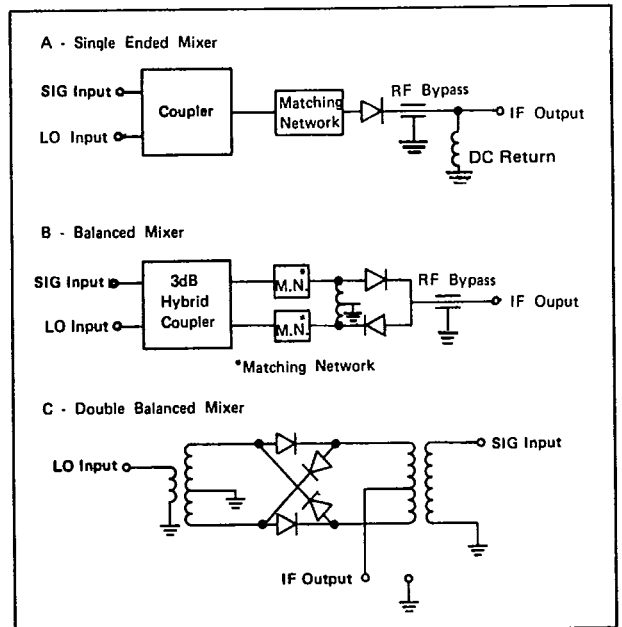 A - Single Ended Mixer
SIG Input
LO Input
Coupler
Matching
Network
RF Bypass
IF Output
DC Return
B - Balanced Mixer
SIG Input
LO Input
3dB
Hybrid
Coupler
M.N.*
M.N.*
RF Bypass
IF Ouput
*Matching Network
C - Double Balanced Mixer
LO Input
SIG Input
IF Output